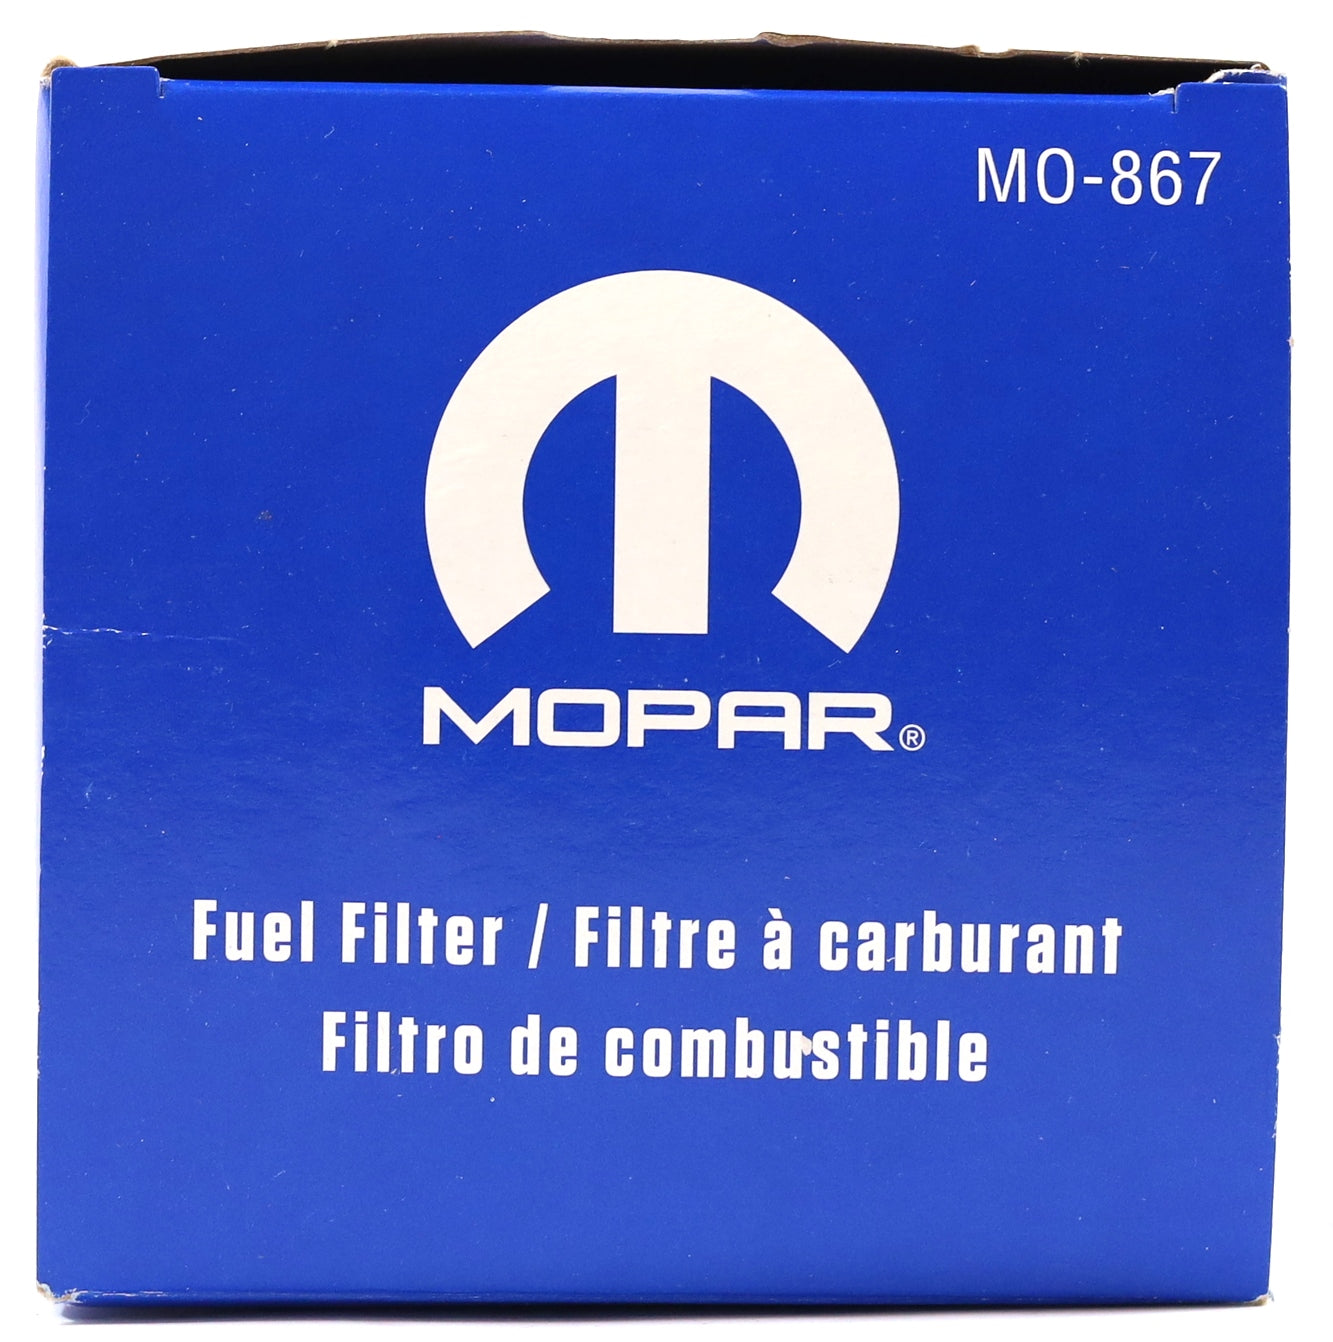 MO-867
MOPAR®
Fuel Filter / Filtre à carburant
Filtro de combustible